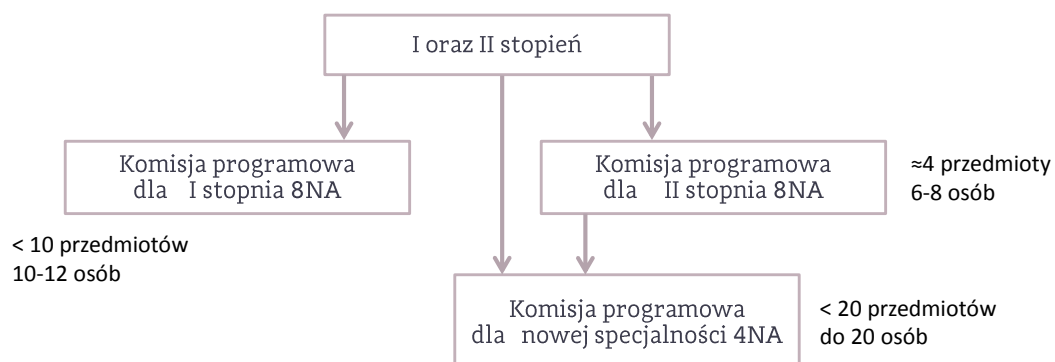 I oraz II stopień
Komisja programowa
dla I stopnia 8NA
Komisja programowa
dla II stopnia 8NA
≈4 przedmioty
6-8 osób
< 10 przedmiotów
10-12 osób
Komisja programowa
dla nowej specjalności 4NA
< 20 przedmiotów
do 20 osób